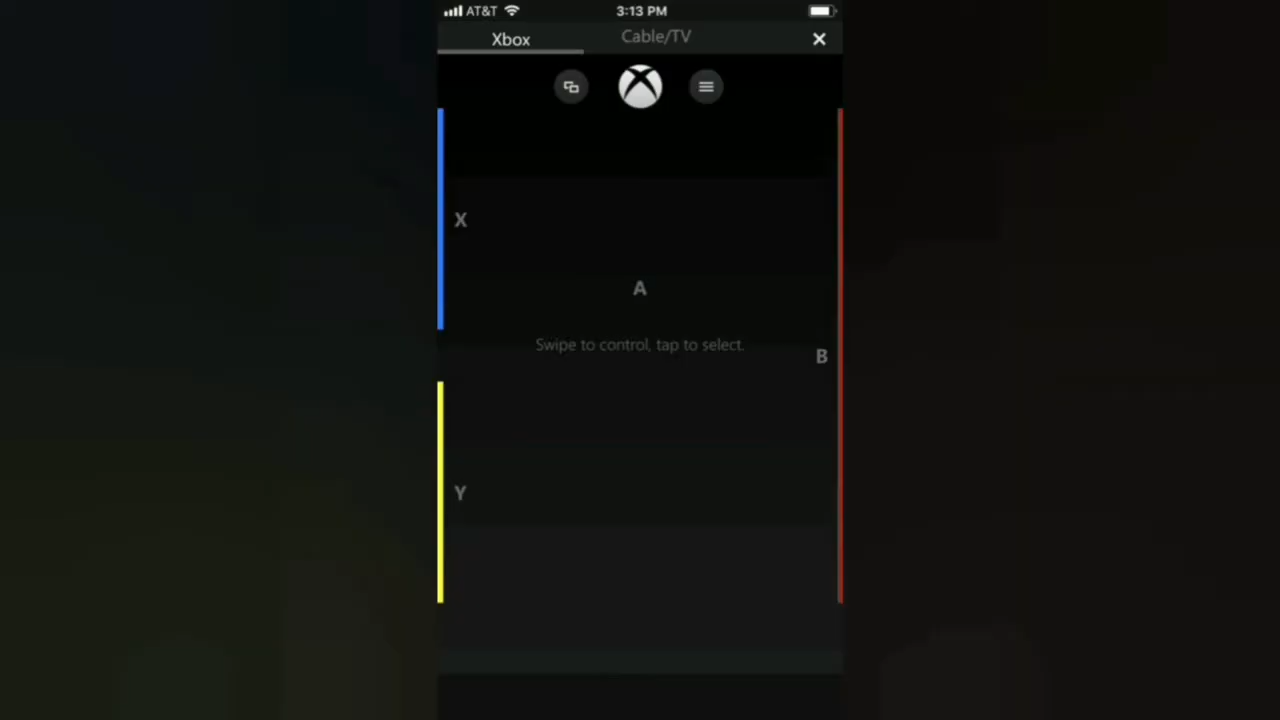 AT&T 3:13 PM
Xbox Cable/TV
X
A
Swipe to control, tap to select.
B
Y